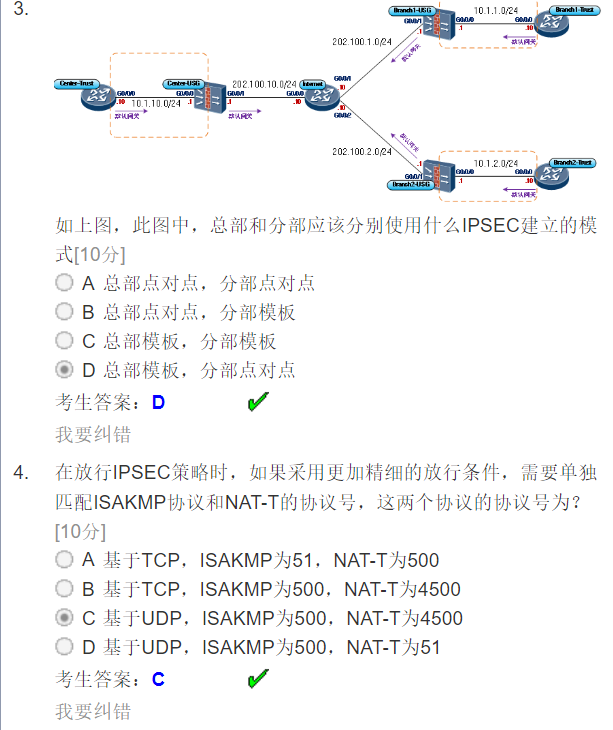 3.
Branch1-USG
10.1.1.0/24
Branch1-Trust
G0/0/1
.1
G0/0/0
.1
G0/0/0
.10
默认网关
默认网关
202.100.1.0/24
Center-Trust
Center-USG
202.100.10.0/24
Internet
G0/0/1
.10
G0/0/0
.10
10.1.10.0/24
G0/0/0
.1
G0/0/1
.1
G0/0/0
.10
默认网关
默认网关
.10
G0/0/2
202.100.2.0/24
默认网关
.1
G0/0/1
Branch2-USG
G0/0/0
.1
10.1.2.0/24
G0/0/0
.10
Branch2-Trust
默认网关
如上图，此图中，总部和分部应该分别使用什么IPSEC建立的模
式[10分]
A 总部点对点，分部点对点
B 总部点对点，分部模板
C 总部模板，分部模板
D 总部模板，分部点对点
考生答案：D
我要纠错
4. 在放行IPSEC策略时，如果采用更加精细的放行条件，需要单独
匹配ISAKMP协议和NAT-T的协议号，这两个协议的协议号为？
[10分]
A 基于TCP，ISAKMP为51，NAT-T为500
B 基于TCP，ISAKMP为500，NAT-T为4500
C 基于UDP，ISAKMP为500，NAT-T为4500
D 基于UDP，ISAKMP为500，NAT-T为51
考生答案：C
我要纠错